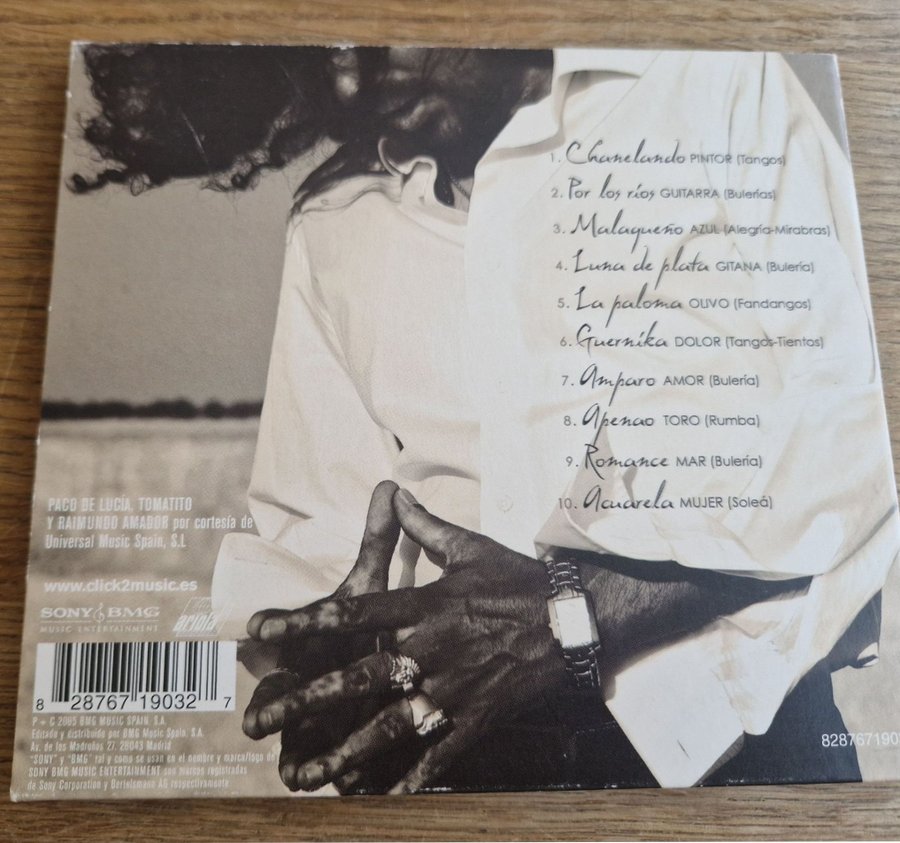 1. Chanelando PINTOR (Tangos)
2. Por los ríos GUITARRA (Bulerías)
3. Malagueño AZUL (Alegría-Mirabras)
4. Luna de plata GITANA (Bulería)
5. La paloma OLIVO (Fandangos)
6. Guernika DOLOR (Tangos-Tientos)
7. Amparo AMOR (Bulería)
8. Apenao TORO (Rumba)
9. Romance MAR (Bulería)
10. Acuarela MUJER (Soleá)
PACO DE LUCÍA, TOMATITO
Y RAIMUNDO AMADOR por cortesía de
Universal Music Spain, S.L
www.click2music.es
SONY BMG
MUSIC ENTERTAINMENT
ariola
8 28767 19032 7
P + C 2005 BMG MUSIC SPAIN, S.A.
Editado y distribuido por BMG Music Spain, S.A.
Av. de los Madroños 27, 28043 Madrid
"SONY" y "BMG" tal y como se usan en el nombre y marca/logo de
SONY BMG MUSIC ENTERTAINMENT son marcas registradas
de Sony Corporation y Bertelsmann AG respectivamente.
828767190